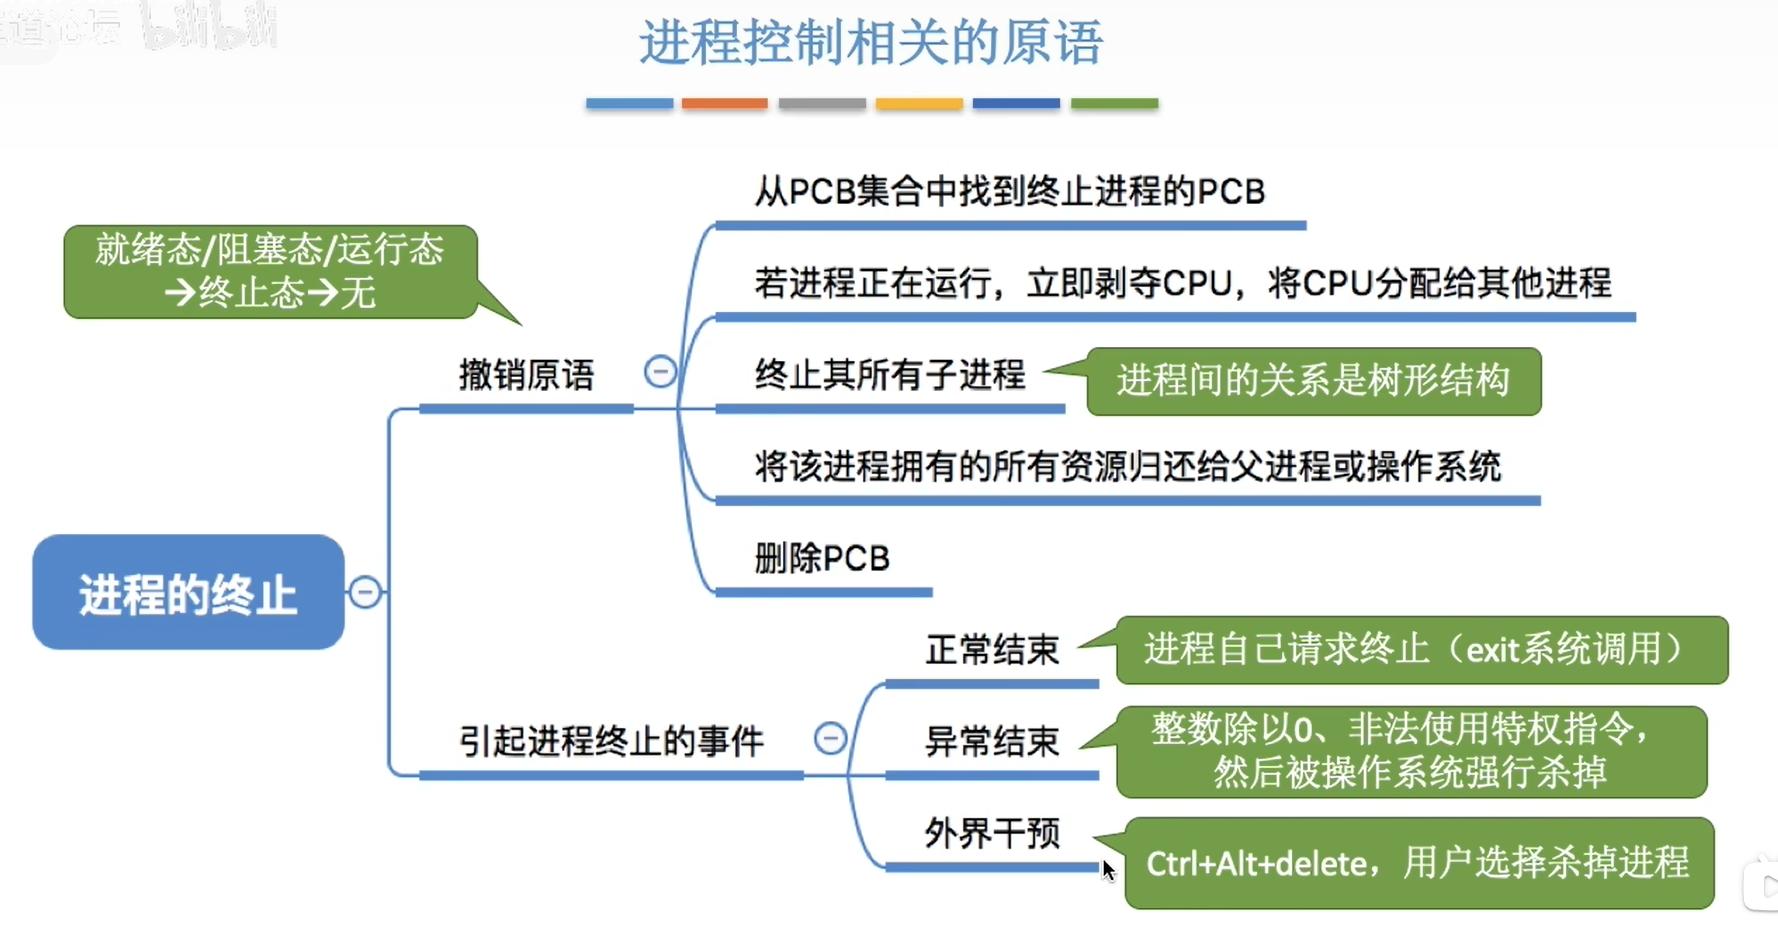 bilibili
进程控制相关的原语
从PCB集合中找到终止进程的PCB
就绪态/阻塞态/运行态
→终止态→无
若进程正在运行，立即剥夺CPU，将CPU分配给其他进程
撤销原语
终止其所有子进程
进程间的关系是树形结构
将该进程拥有的所有资源归还给父进程或操作系统
删除PCB
进程的终止
正常结束
进程自己请求终止（exit系统调用）
引起进程终止的事件
异常结束
整数除以0、非法使用特权指令，
然后被操作系统强行杀掉
外界干预
Ctrl+Alt+delete，用户选择杀掉进程